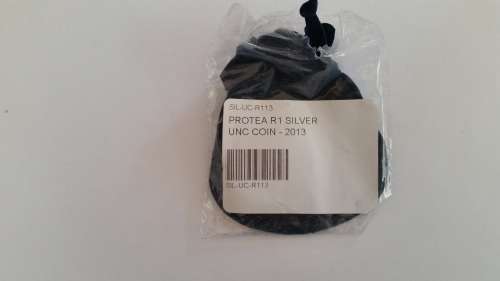 SIL-UC-R113
PROTEA R1 SILVER
UNC COIN - 2013
SIL-UC-R113